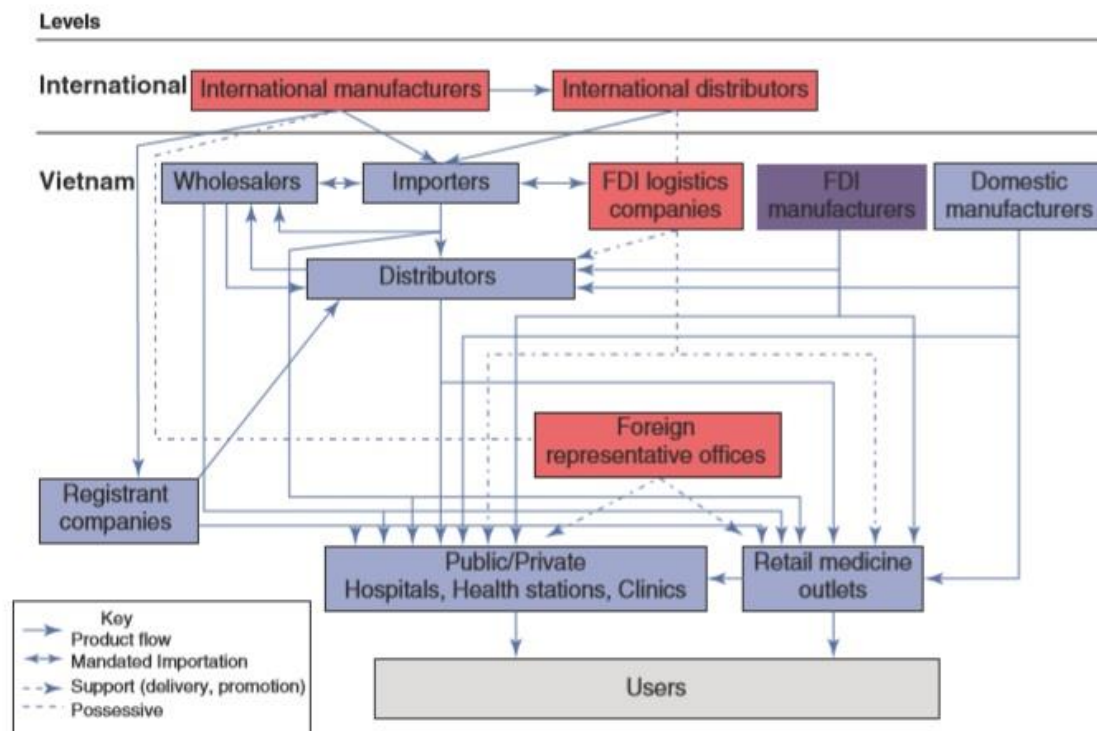 Levels
International
International manufacturers
International distributors
Vietnam
Wholesalers
Importers
FDI logistics
companies
FDI
manufacturers
Domestic
manufacturers
Distributors
Foreign
representative offices
Registrant
companies
Public/Private
Hospitals, Health stations, Clinics
Retail medicine
outlets
Key
Product flow
Mandated Importation
Support (delivery, promotion)
Possessive
Users